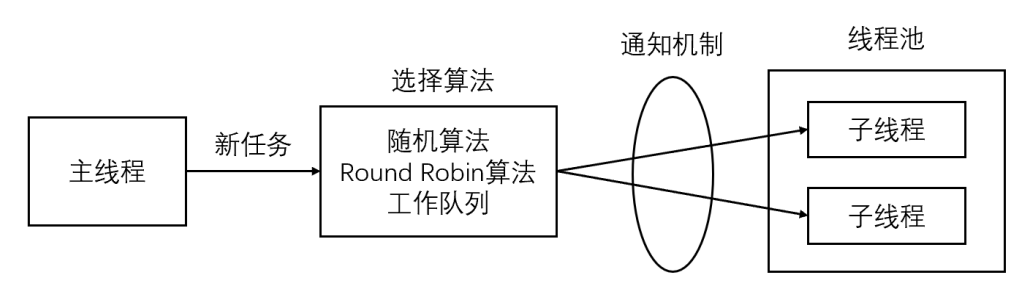 通知机制
线程池
选择算法
主线程
新任务
随机算法
Round Robin算法
工作队列
子线程
子线程